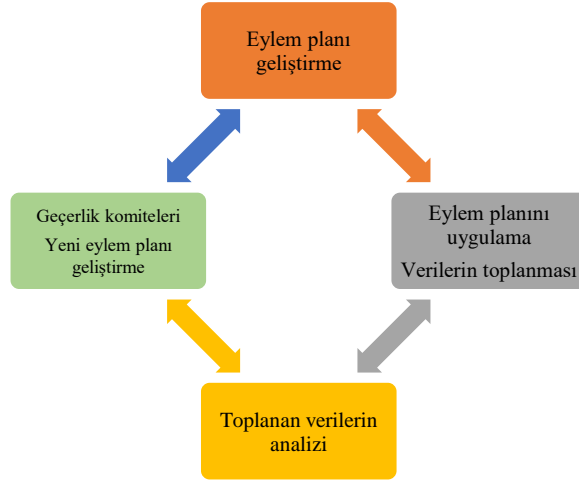 Eylem planı
geliştirme
Geçerlik komiteleri
Yeni eylem planı
geliştirme
Eylem planını
uygulama
Verilerin toplanması
Toplanan verilerin
analizi